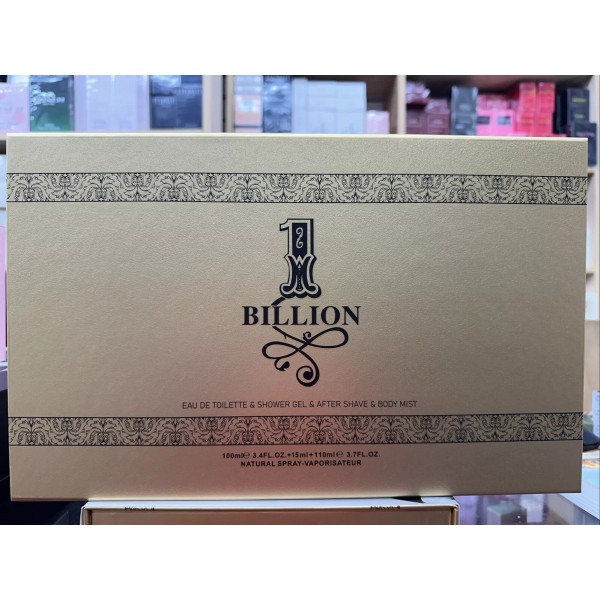 1
BILLION
EAU DE TOILETTE & SHOWER GEL & AFTER SHAVE & BODY MIST
100ml℮ 3.4FL.OZ.+15ml+110ml℮ 3.7FL.OZ.
NATURAL SPRAY-VAPORISATEUR